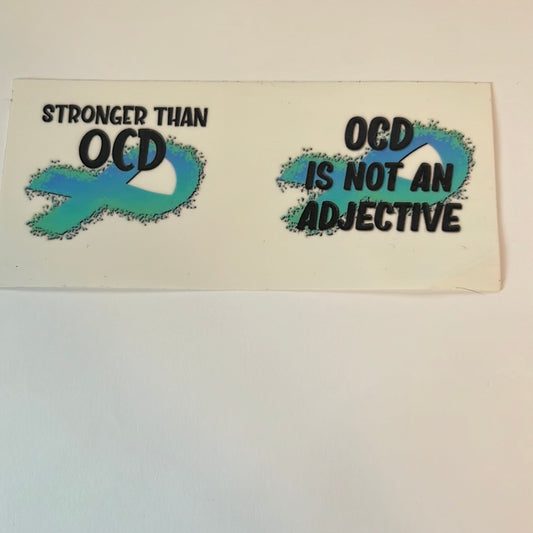 STRONGER THAN
OCD
OCD
IS NOT AN
ADJECTIVE